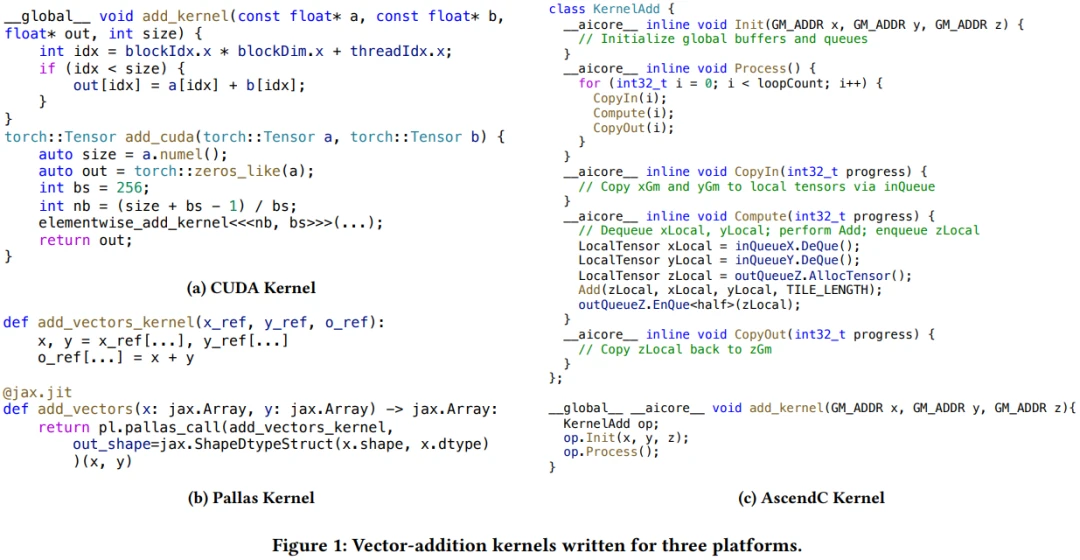 __global__ void add_kernel(const float* a, const float* b,
float* out, int size) {
    int idx = blockIdx.x * blockDim.x + threadIdx.x;
    if (idx < size) {
        out[idx] = a[idx] + b[idx];
    }
}
torch::Tensor add_cuda(torch::Tensor a, torch::Tensor b) {
    auto size = a.numel();
    auto out = torch::zeros_like(a);
    int bs = 256;
    int nb = (size + bs - 1) / bs;
    elementwise_add_kernel<<<nb, bs>>>(...);
    return out;
}
(a) CUDA Kernel
def add_vectors_kernel(x_ref, y_ref, o_ref):
    x, y = x_ref[...], y_ref[...]
    o_ref[...] = x + y
@jax.jit
def add_vectors(x: jax.Array, y: jax.Array) -> jax.Array:
    return pl.pallas_call(add_vectors_kernel,
        out_shape=jax.ShapeDtypeStruct(x.shape, x.dtype)
        )(x, y)
(b) Pallas Kernel
class KernelAdd {
  __aicore__ inline void Init(GM_ADDR x, GM_ADDR y, GM_ADDR z) {
    // Initialize global buffers and queues
  }
  __aicore__ inline void Process() {
    for (int32_t i = 0; i < loopCount; i++) {
      CopyIn(i);
      Compute(i);
      CopyOut(i);
    }
  }
  __aicore__ inline void CopyIn(int32_t progress) {
    // Copy xGm and yGm to local tensors via inQueue
  }
  __aicore__ inline void Compute(int32_t progress) {
    // Dequeue xLocal, yLocal; perform Add; enqueue zLocal
    LocalTensor xLocal = inQueueX.DeQue();
    LocalTensor yLocal = inQueueY.DeQue();
    LocalTensor zLocal = outQueueZ.AllocTensor();
    Add(zLocal, xLocal, yLocal, TILE_LENGTH);
    outQueueZ.EnQue<half>(zLocal);
  }
  __aicore__ inline void CopyOut(int32_t progress) {
    // Copy zLocal back to zGm
  }
};
__global__ __aicore__ void add_kernel(GM_ADDR x, GM_ADDR y, GM_ADDR z){
  KernelAdd op;
  op.Init(x, y, z);
  op.Process();
}
(c) AscendC Kernel
Figure 1: Vector-addition kernels written for three platforms.